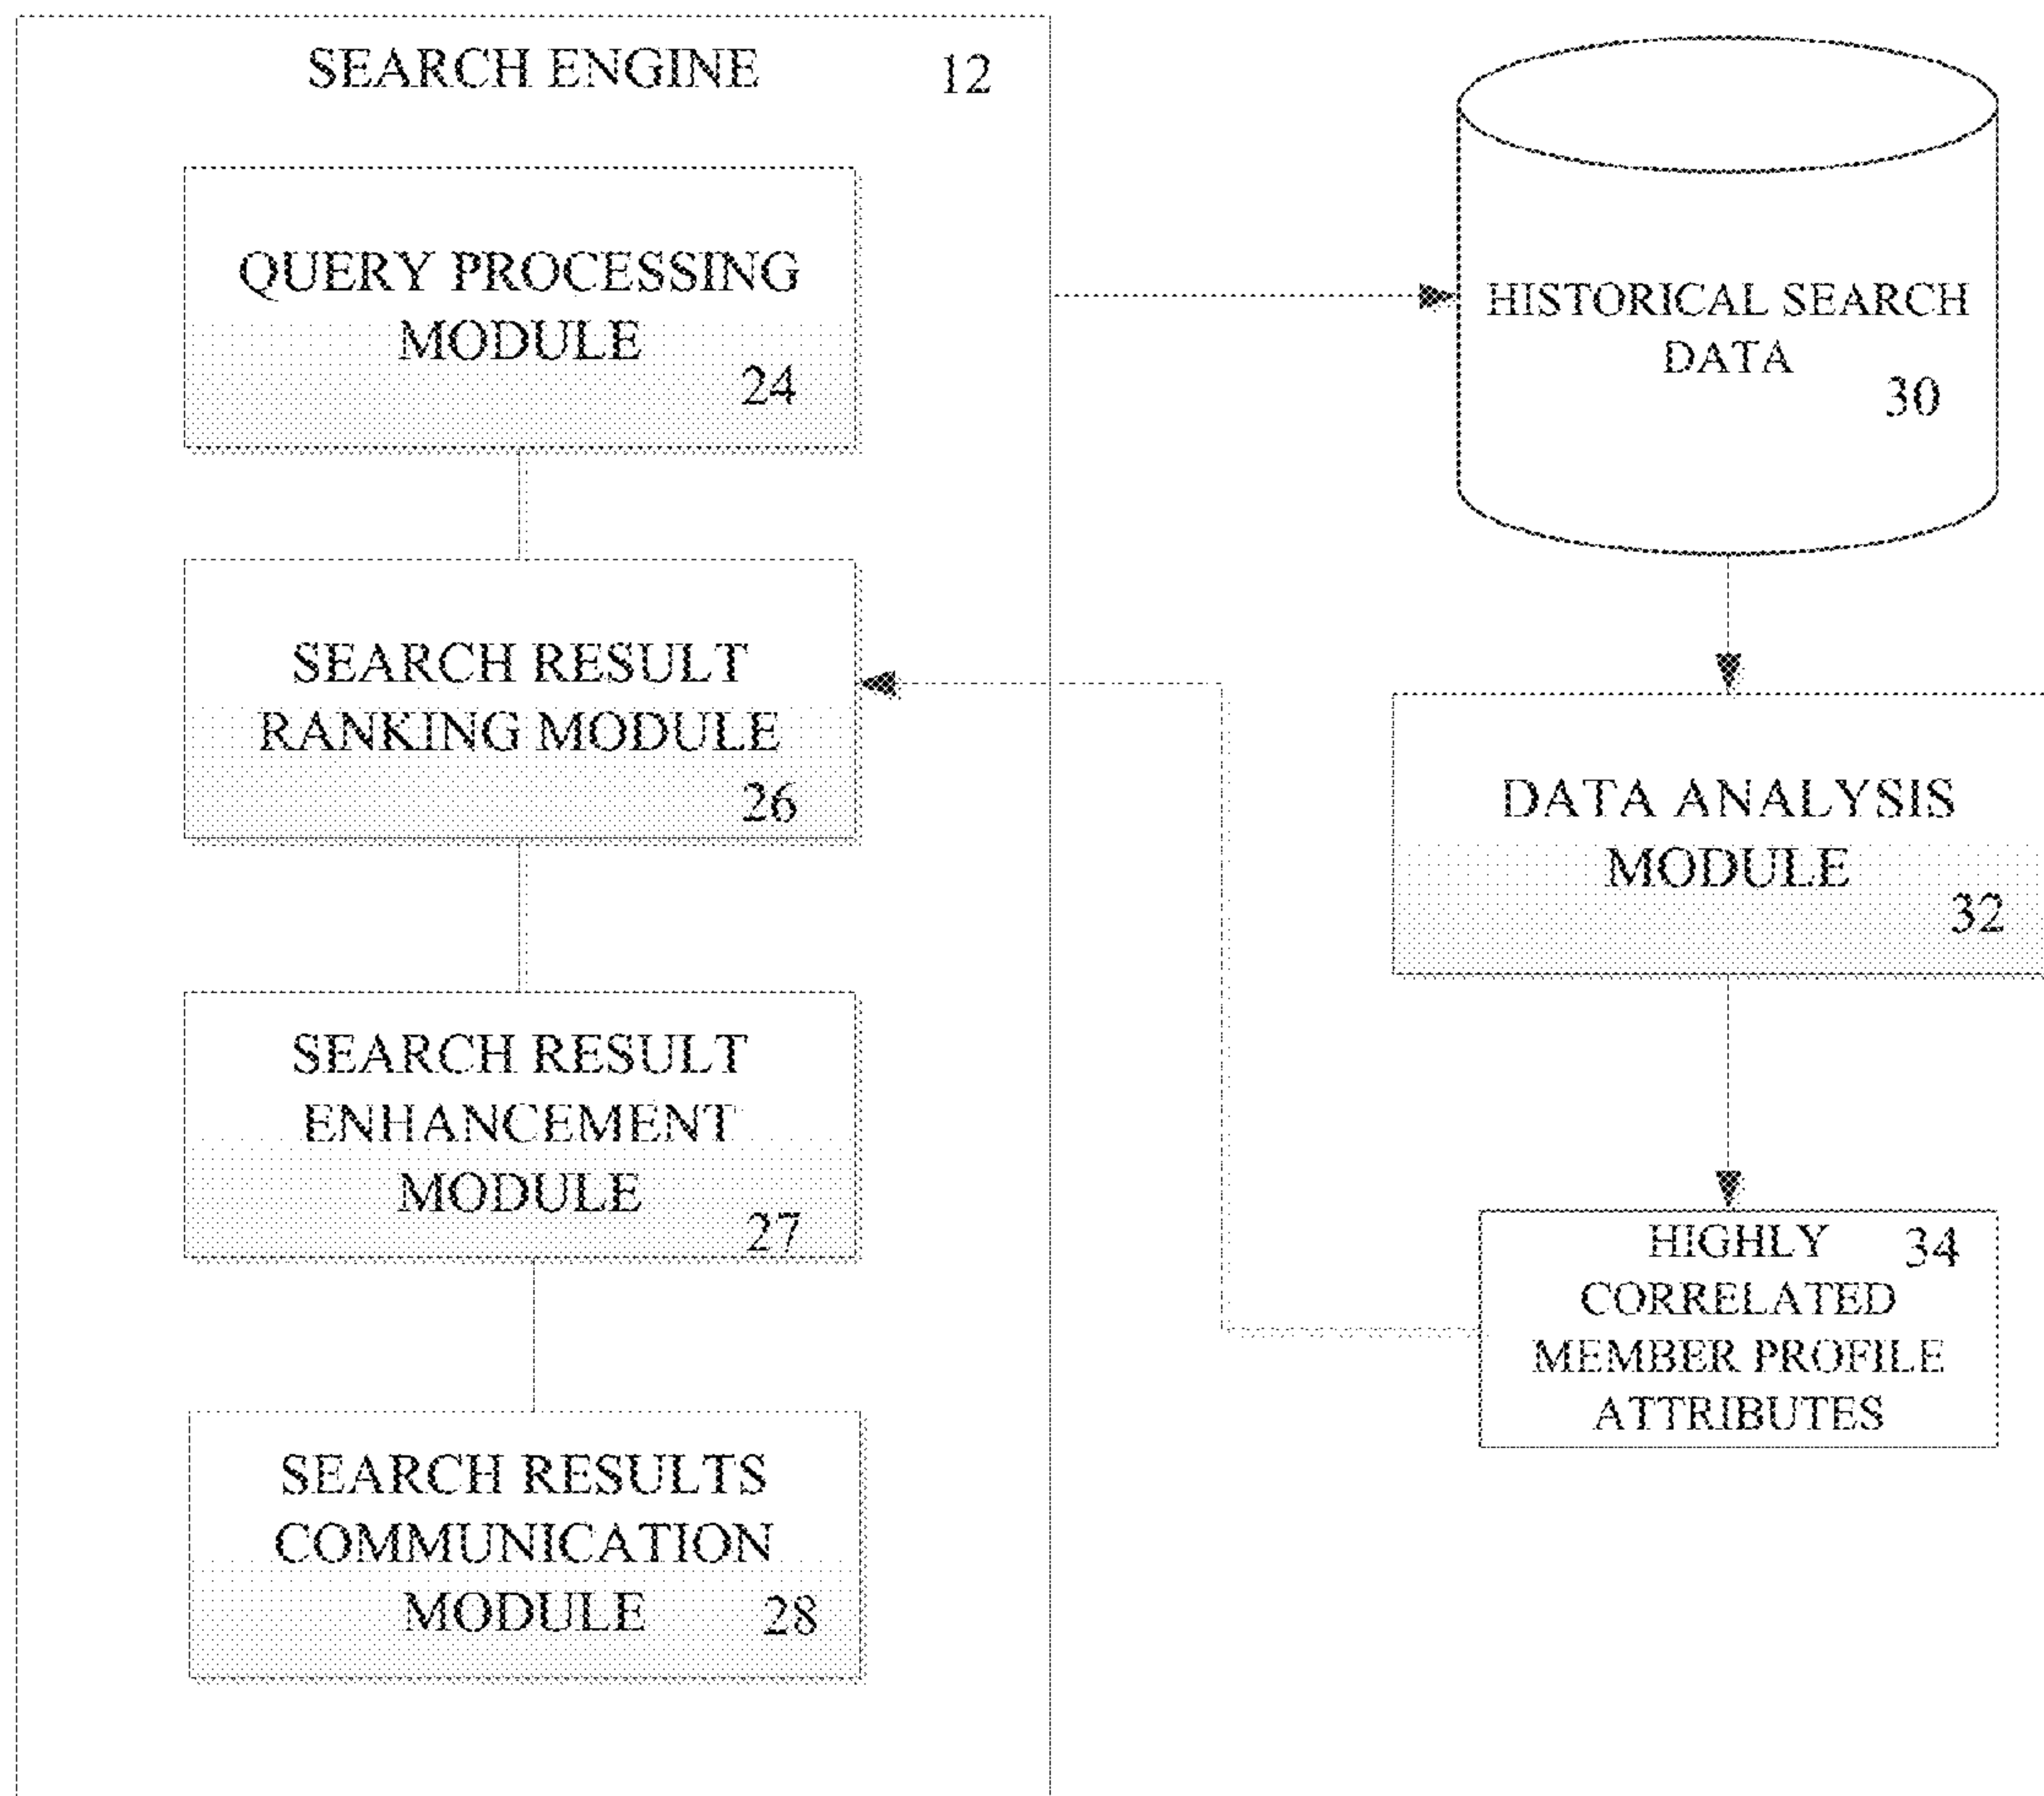 SEARCH ENGINE 12
QUERY PROCESSING
MODULE
24
SEARCH RESULT
RANKING MODULE
26
SEARCH RESULT
ENHANCEMENT
MODULE
27
SEARCH RESULTS
COMMUNICATION
MODULE 28
HISTORICAL SEARCH
DATA
30
DATA ANALYSIS
MODULE
32
HIGHLY 34
CORRELATED
MEMBER PROFILE
ATTRIBUTES